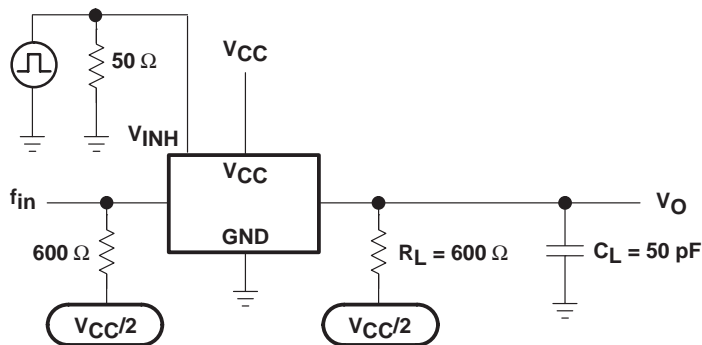 50 Ω
VCC
VINH
VCC
fin
VO
GND
600 Ω
RL = 600 Ω
CL = 50 pF
VCC/2
VCC/2